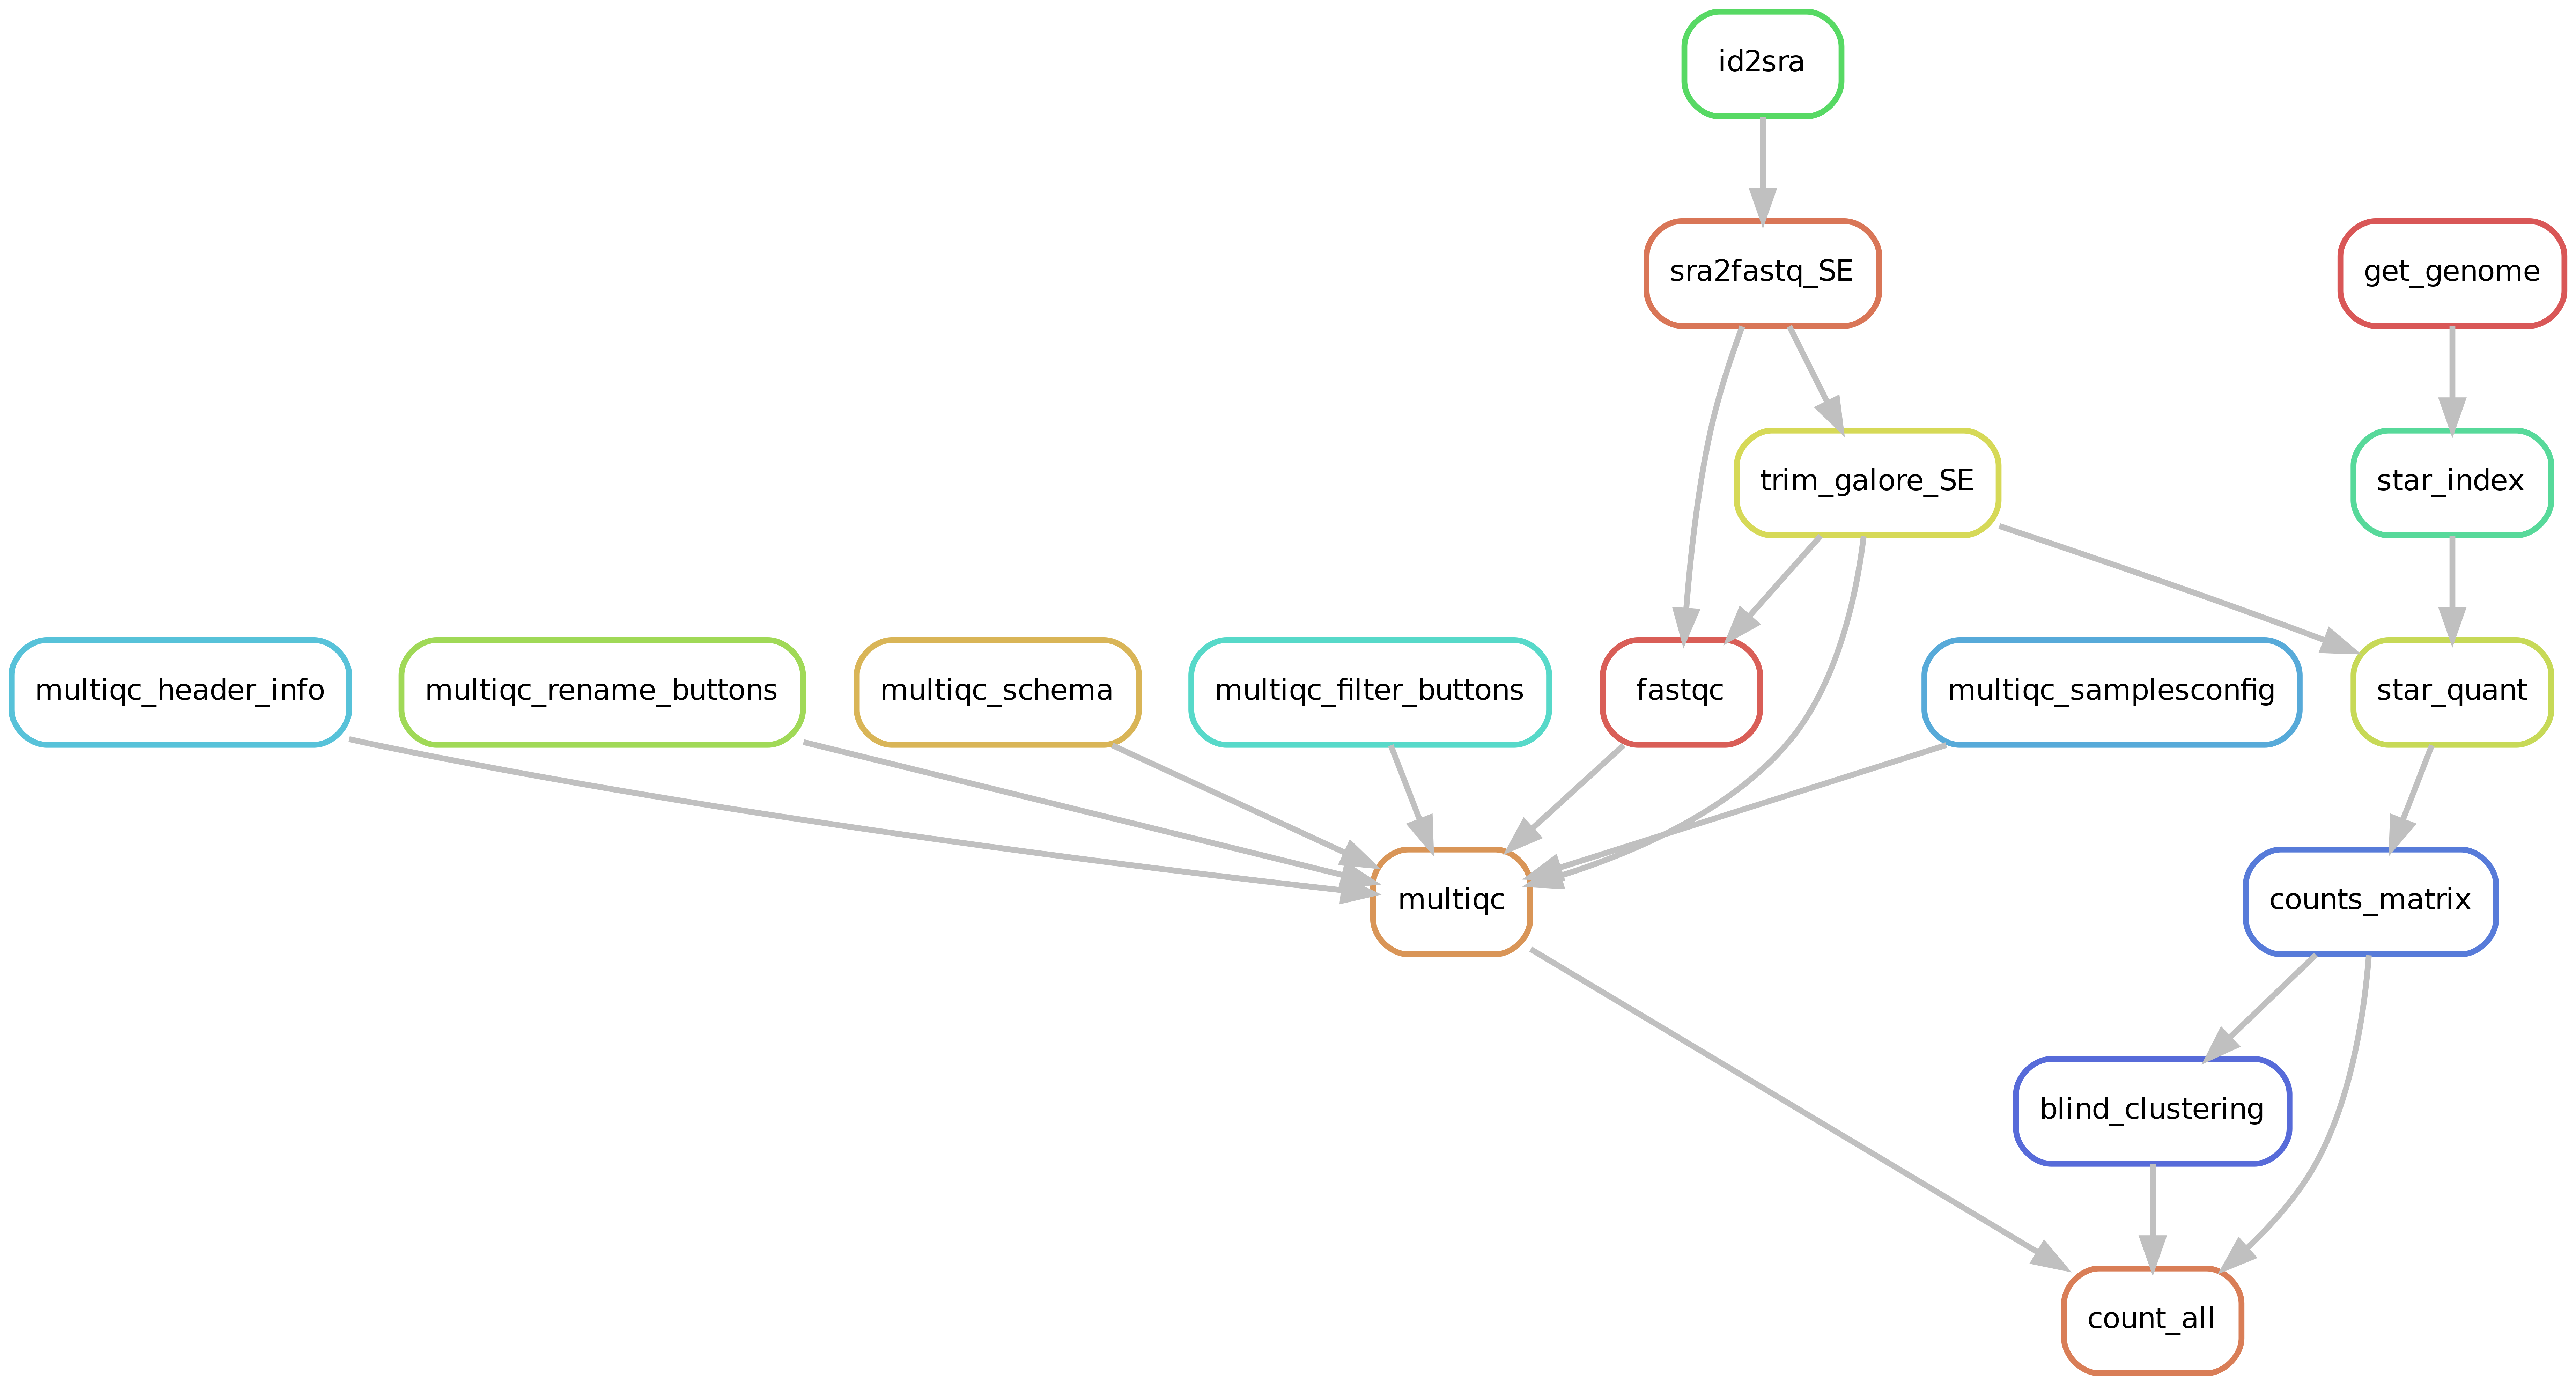 id2sra
sra2fastq_SE
get_genome
trim_galore_SE
star_index
multiqc_header_info
multiqc_rename_buttons
multiqc_schema
multiqc_filter_buttons
fastqc
multiqc_samplesconfig
star_quant
multiqc
counts_matrix
blind_clustering
count_all